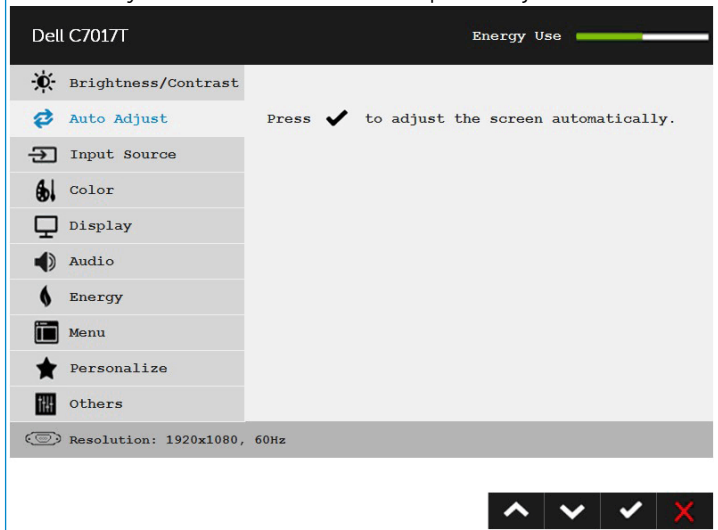 Dell C7017T
Energy Use
Brightness/Contrast
Auto Adjust
Press ✔ to adjust the screen automatically.
Input Source
Color
Display
Audio
Energy
Menu
Personalize
Others
Resolution: 1920x1080, 60Hz